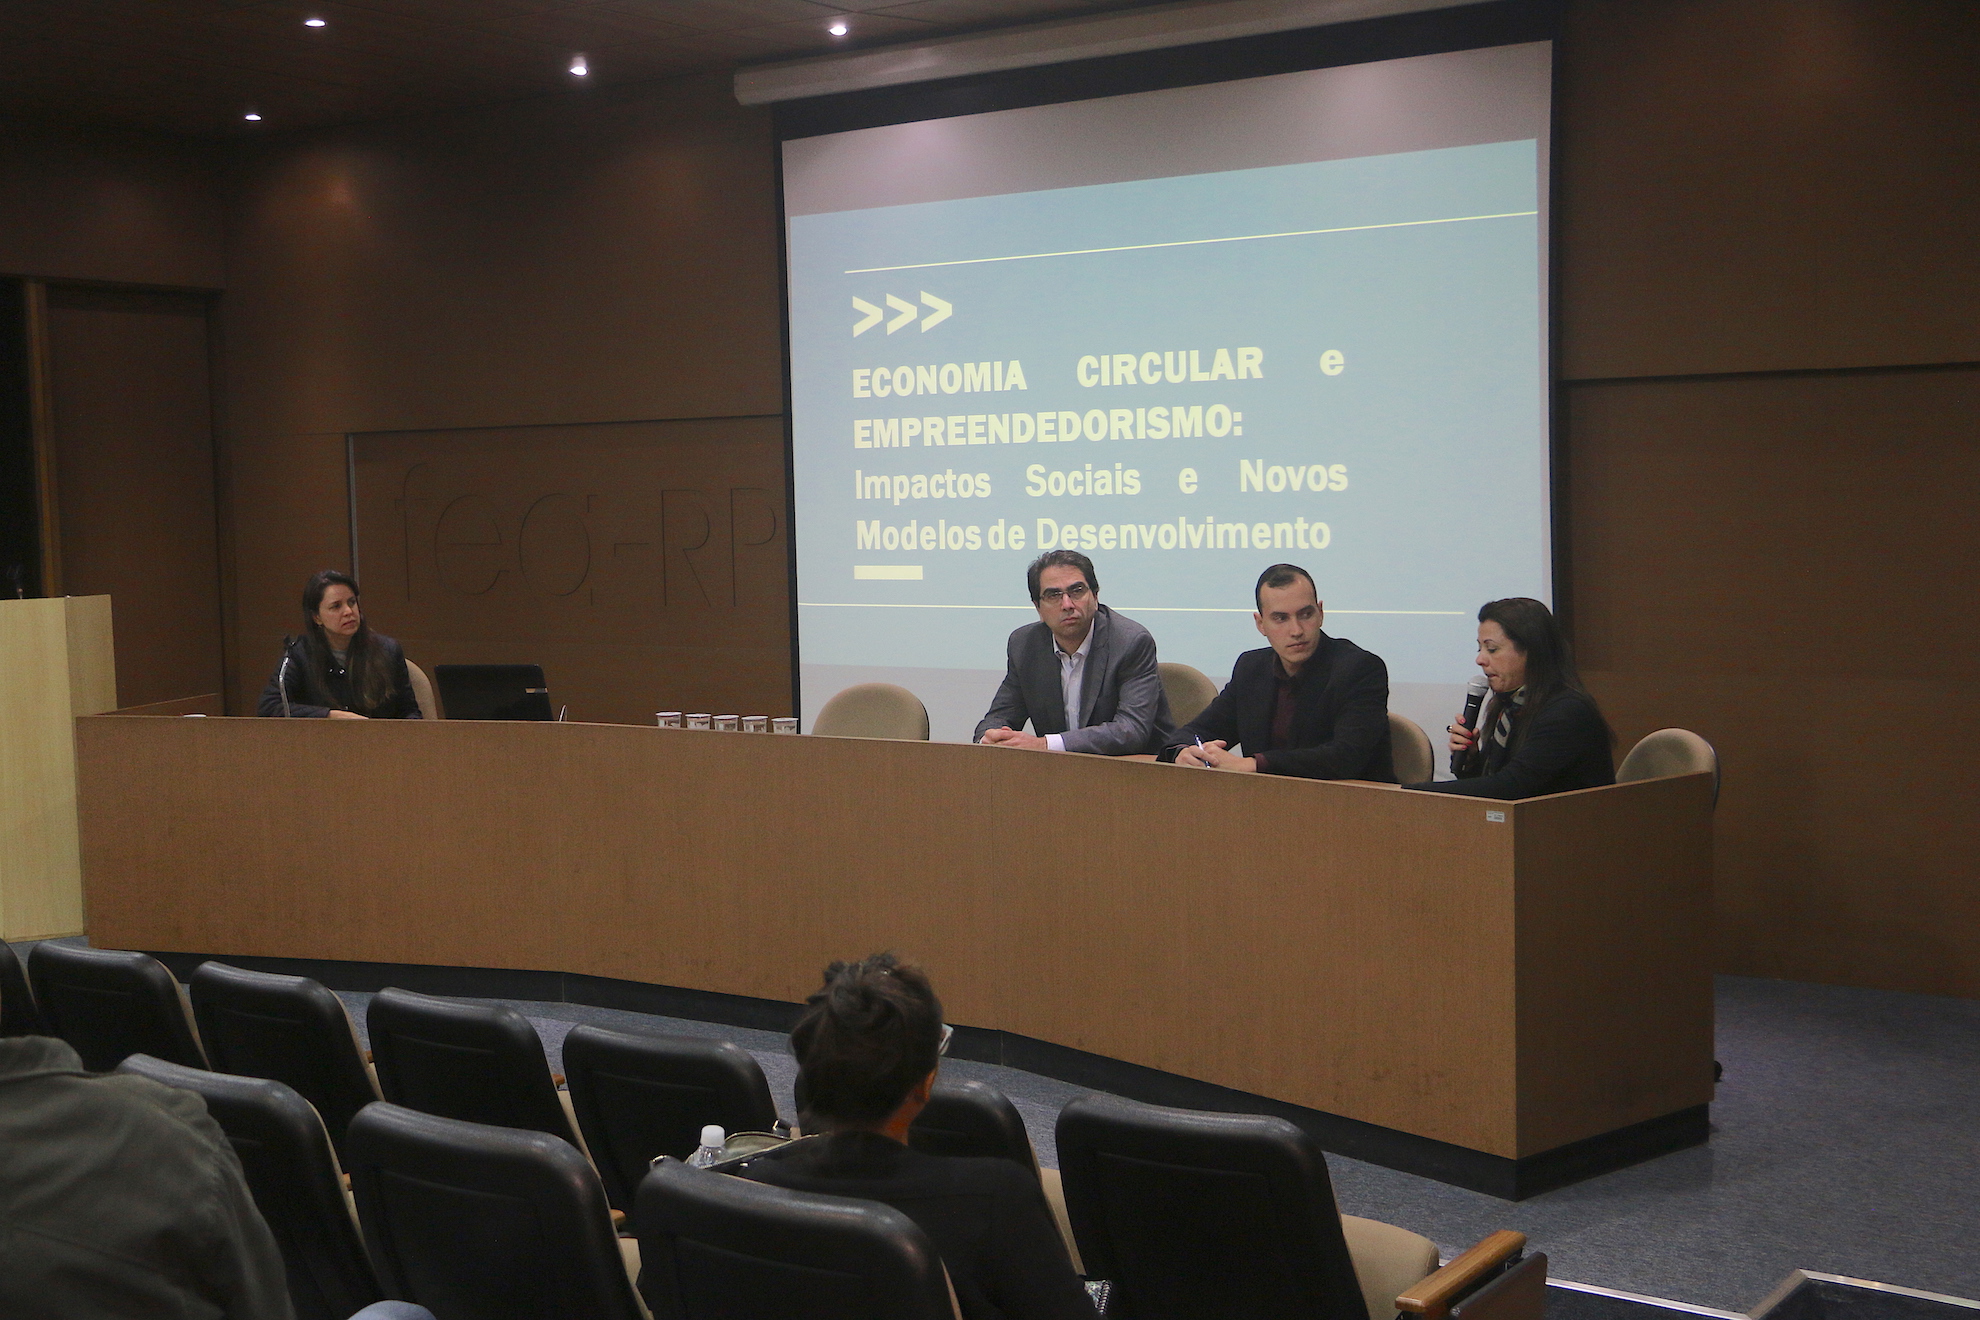 >>>
ECONOMIA CIRCULAR e
EMPREENDEDORISMO:
Impactos Sociais e Novos
Modelos de Desenvolvimento
fea-RP